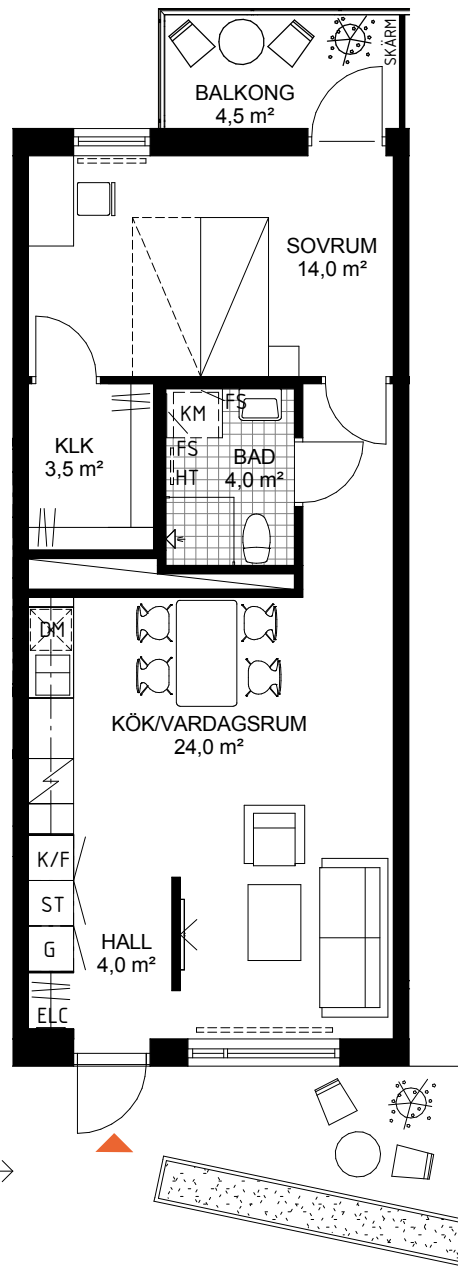 SKÄRM
BALKONG
4,5 m²
SOVRUM
14,0 m²
KM
FS
KLK
3,5 m²
FS
HT
BAD
4,0 m²
DM
KÖK/VARDAGSRUM
24,0 m²
K/F
ST
G
HALL
4,0 m²
ELC